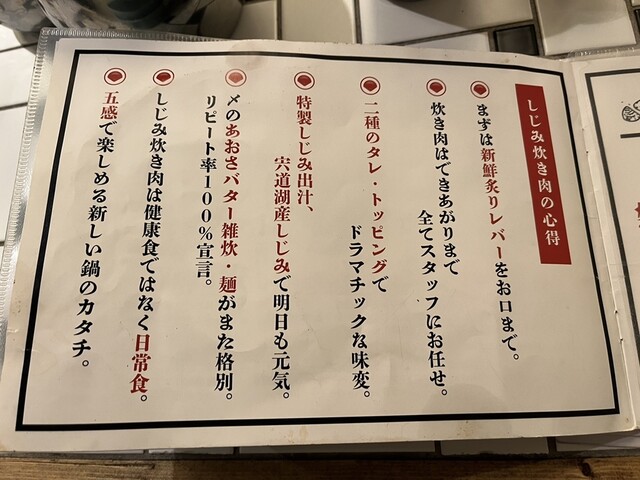 しじみ炊き肉の心得
まずは新鮮炙りレバーをお口まで。
炊き肉はできあがりまで
全てスタッフにお任せ。
二種のタレ・トッピングで
ドラマチックな味変。
特製しじみ出汁、
宍道湖産しじみで明日も元気。
〆のあおさバター雑炊・麺がまた格別。
リピート率100%宣言。
しじみ炊き肉は健康食ではなく日常食。
五感で楽しめる新しい鍋のカタチ。